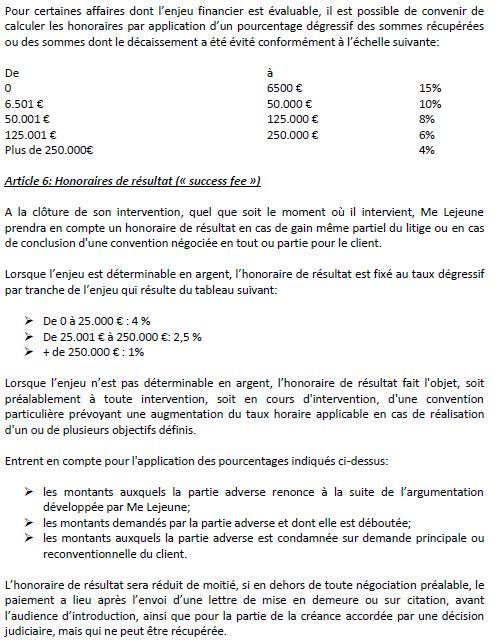 Pour certaines affaires dont l'enjeu financier est évaluable, il est possible de convenir de
calculer les honoraires par application d'un pourcentage dégressif des sommes récupérées
ou des sommes dont le décaissement a été évité conformément à l'échelle suivante:
De à
0 6500 € 15%
6.501 € 50.000 € 10%
50.001 € 125.000 € 8%
125.001 € 250.000 € 6%
Plus de 250.000€ 4%
Article 6: Honoraires de résultat (« success fee »)
A la clôture de son intervention, quel que soit le moment où il intervient, Me Lejeune
prendra en compte un honoraire de résultat en cas de gain même partiel du litige ou en cas
de conclusion d'une convention négociée en tout ou partie pour le client.
Lorsque l'enjeu est déterminable en argent, l'honoraire de résultat est fixé au taux dégressif
par tranche de l'enjeu qui résulte du tableau suivant:
➢ De 0 à 25.000 € : 4 %
➢ De 25.001 € à 250.000 €: 2,5 %
➢ + de 250.000 € : 1%
Lorsque l'enjeu n'est pas déterminable en argent, l'honoraire de résultat fait l'objet, soit
préalablement à toute intervention, soit en cours d'intervention, d'une convention
particulière prévoyant une augmentation du taux horaire applicable en cas de réalisation
d'un ou de plusieurs objectifs définis.
Entrent en compte pour l'application des pourcentages indiqués ci-dessus:
➢ les montants auxquels la partie adverse renonce à la suite de l'argumentation
développée par Me Lejeune;
➢ les montants demandés par la partie adverse et dont elle est déboutée;
➢ les montants auxquels la partie adverse est condamnée sur demande principale ou
reconventionnelle du client.
L'honoraire de résultat sera réduit de moitié, si en dehors de toute négociation préalable, le
paiement a lieu après l'envoi d'une lettre de mise en demeure ou sur citation, avant
l'audience d'introduction, ainsi que pour la partie de la créance accordée par une décision
judiciaire, mais qui ne peut être récupérée.